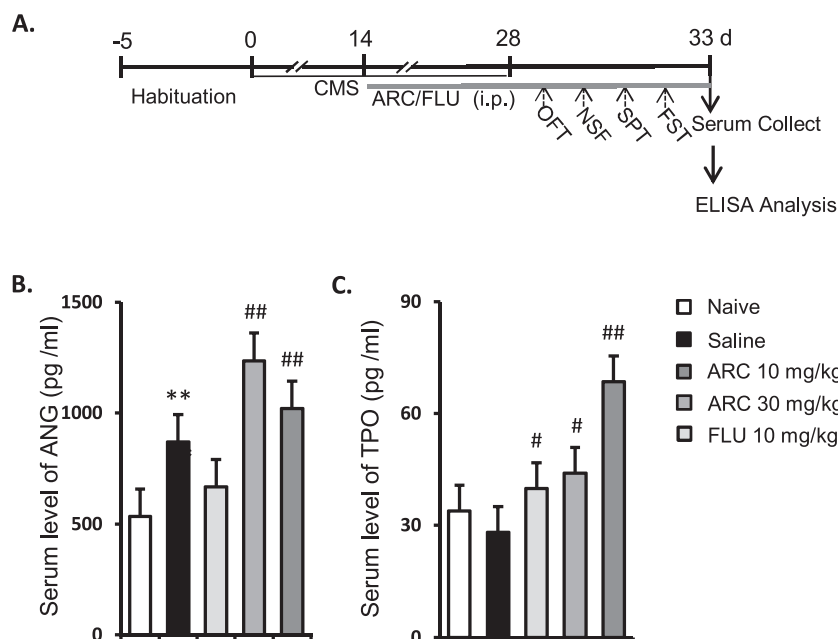 A.
-5 0 14 28 33 d
Habituation
CMS
ARC/FLU (i.p.)
OFT
NSF
SPT
FST
Serum Collect
ELISA Analysis
B.
Serum level of ANG (pg /ml)
1500
1000
500
0
**
##
##
C.
Serum level of TPO (pg /ml)
90
60
30
0
#
#
##
Naive
Saline
ARC 10 mg/kg
ARC 30 mg/kg
FLU 10 mg/kg